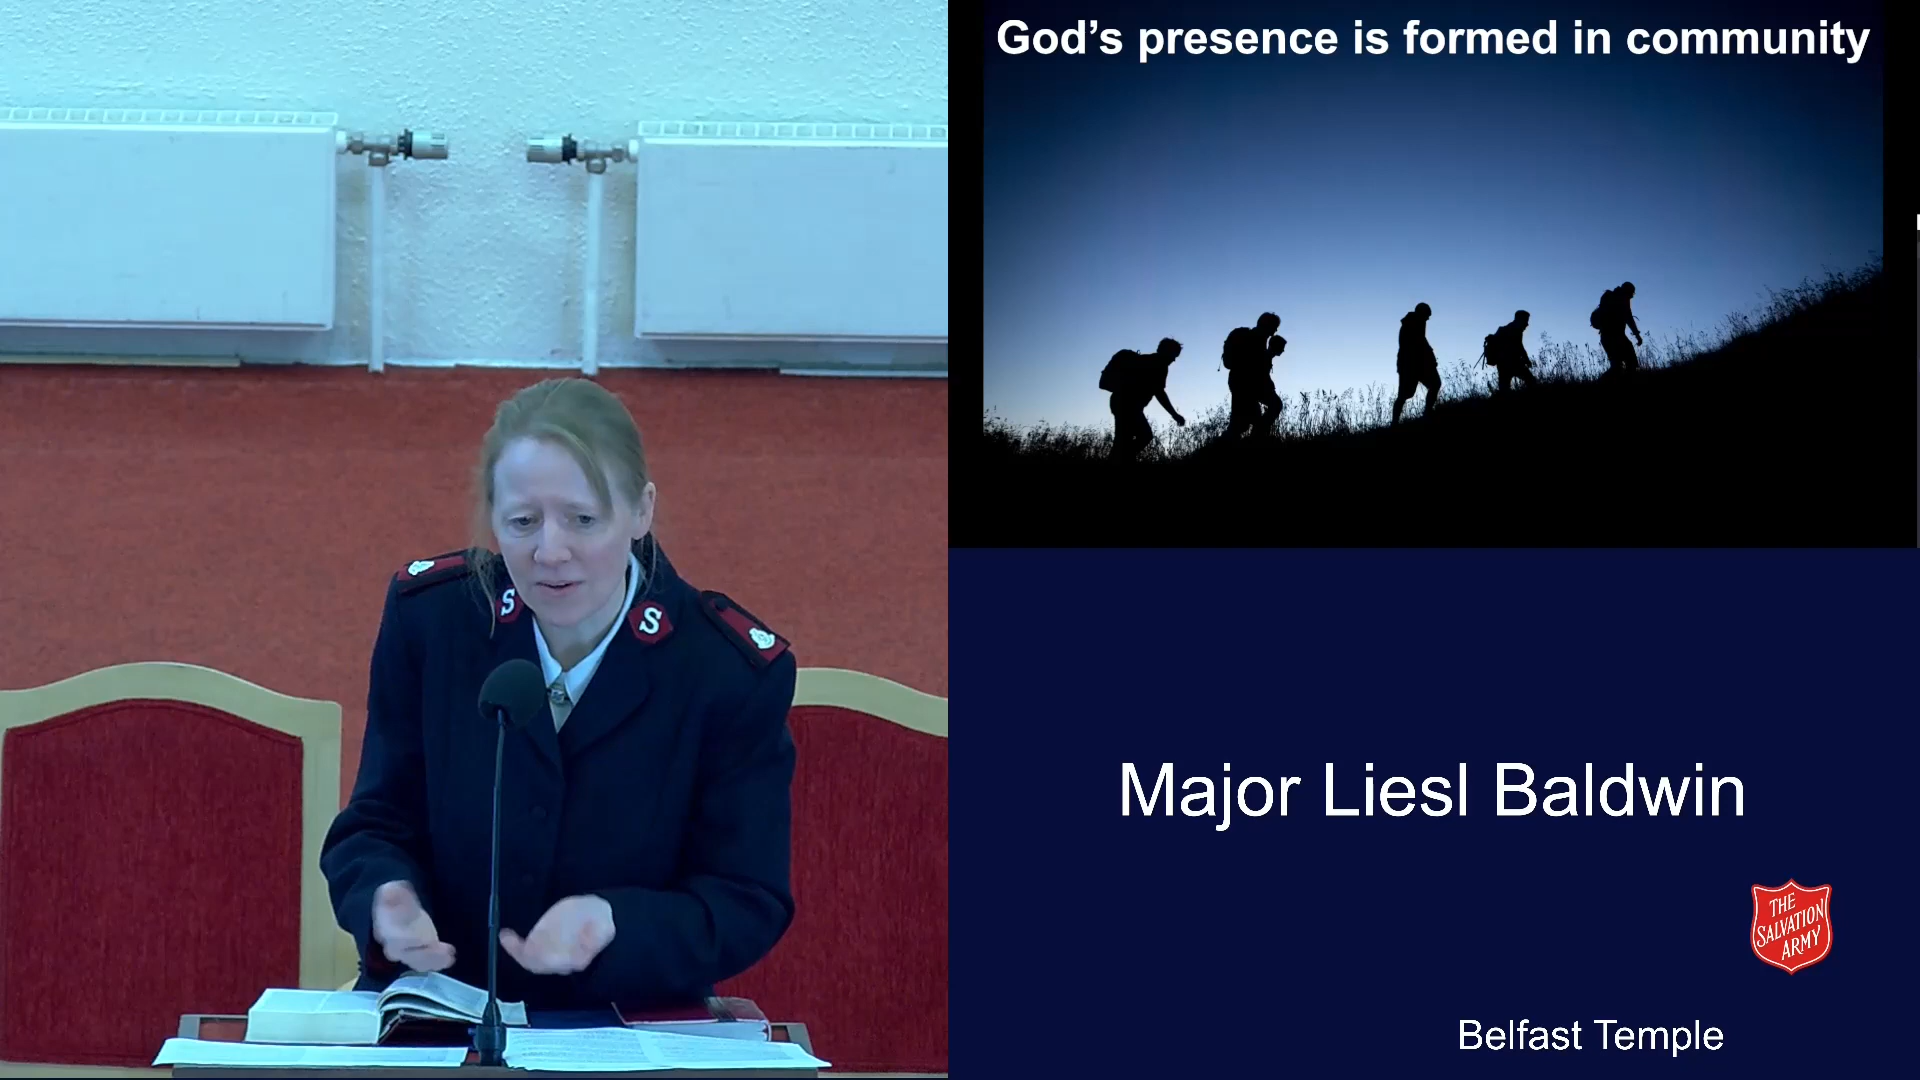 God's presence is formed in community
S
S
Major Liesl Baldwin
THE
SALVATION
ARMY
Belfast Temple